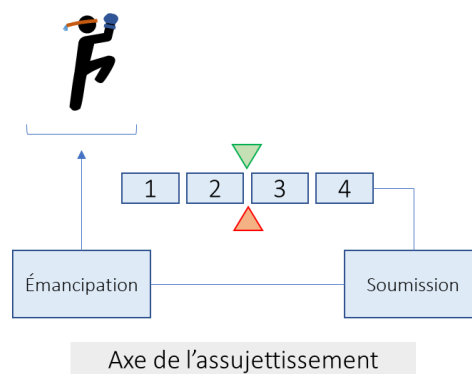 1 2 3 4
Émancipation
Soumission
Axe de l’assujettissement